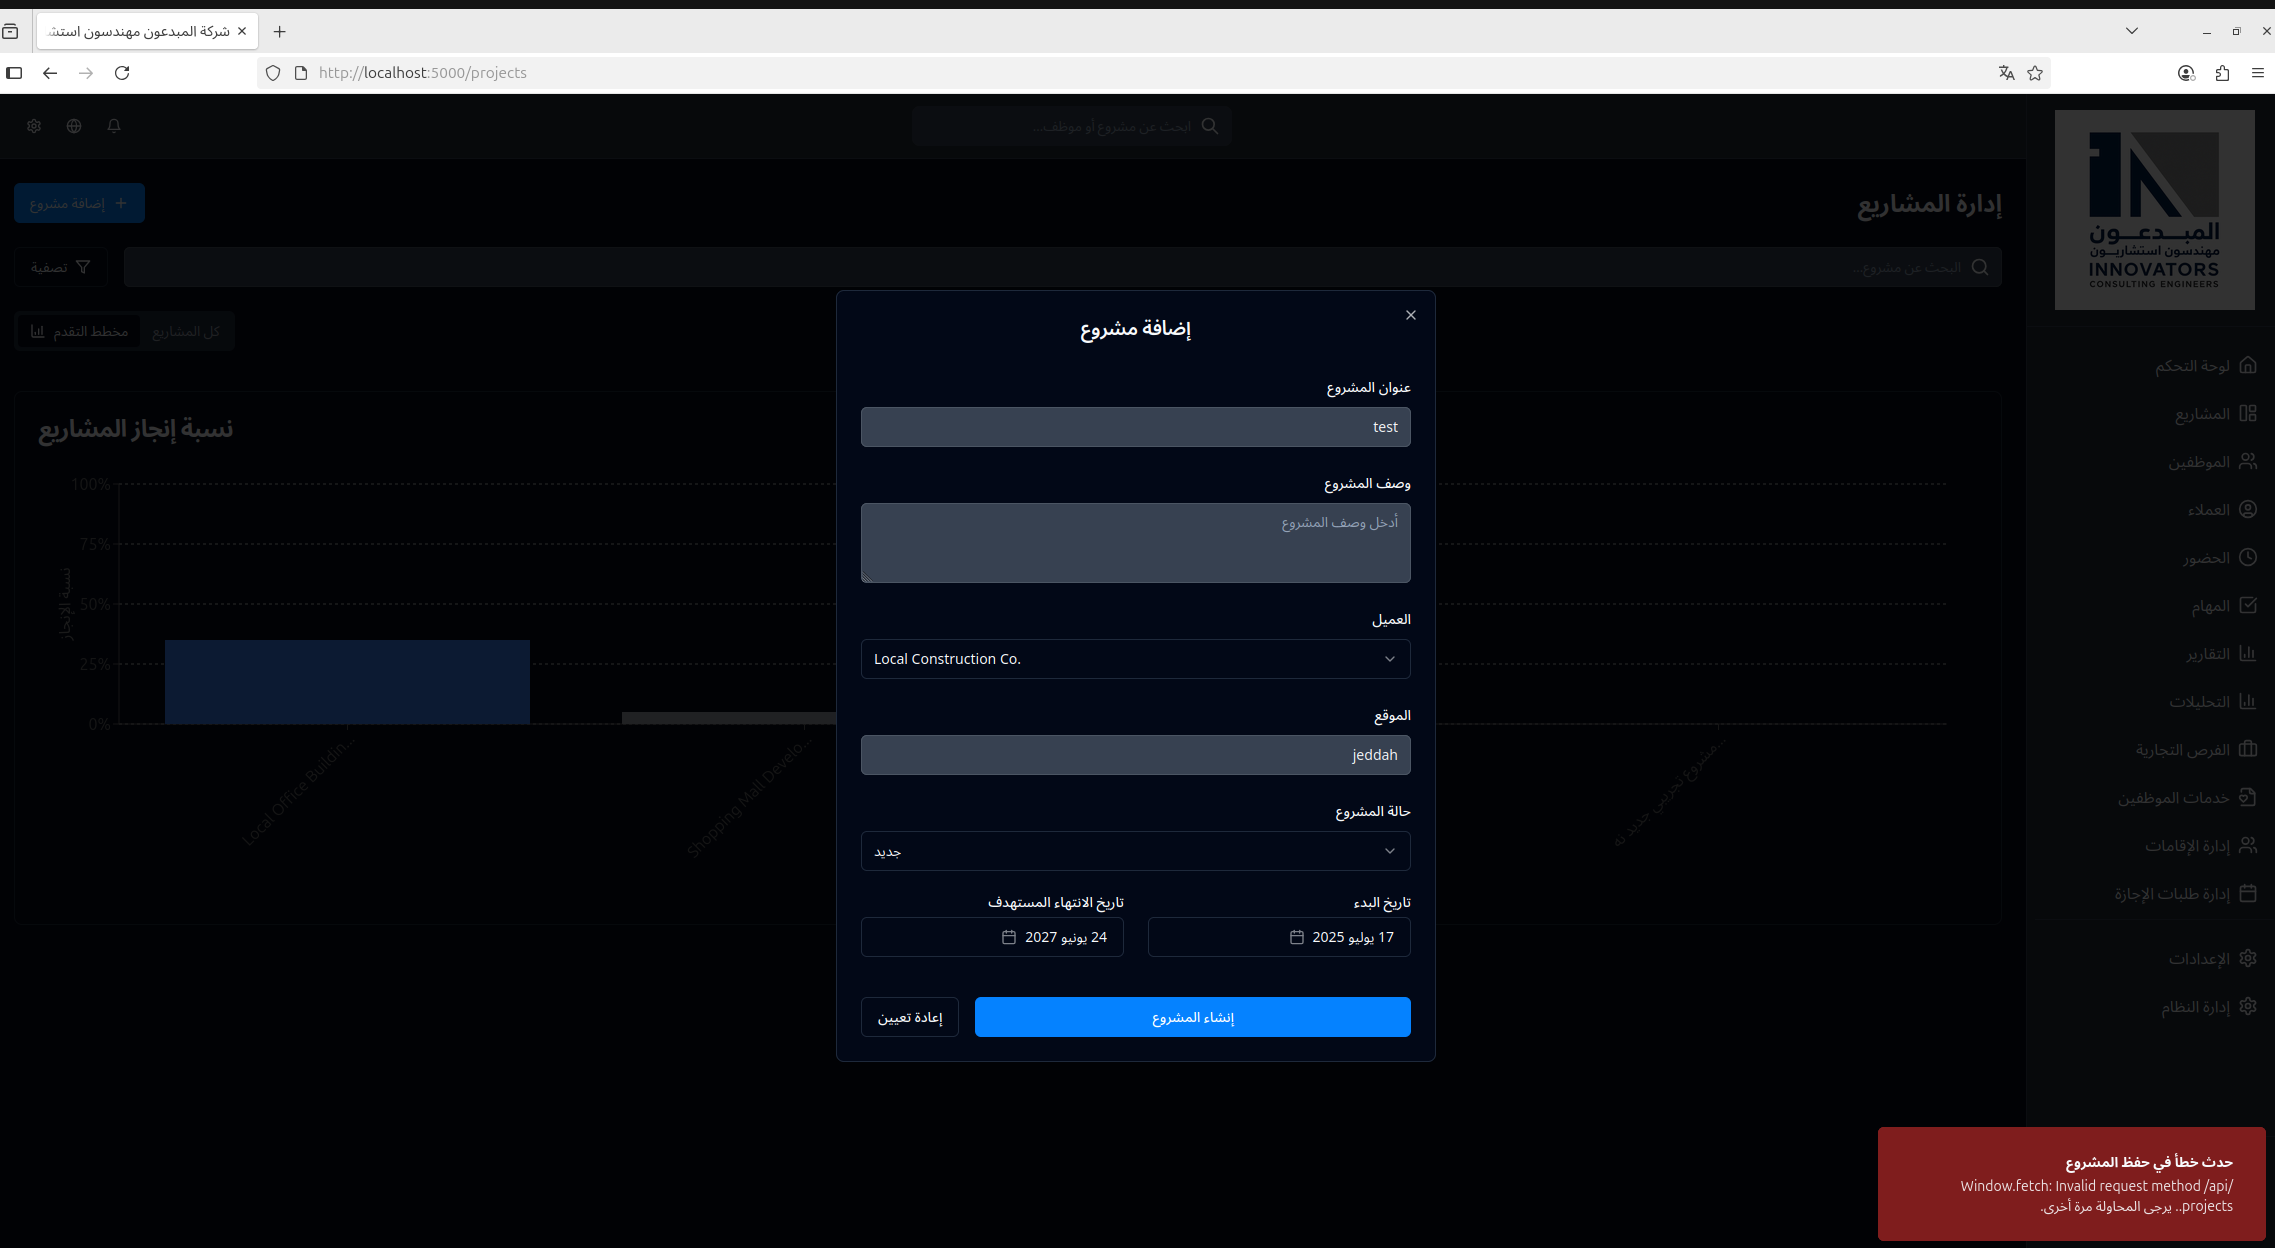 شركة المبدعون مهندسون استش
http://localhost:5000/projects
ابحث عن مشروع أو موظف...
المبدعون
مهندسون استشاريون
INNOVATORS
CONSULTING ENGINEERS
إدارة المشاريع
إضافة مشروع
البحث عن مشروع...
تصفية
كل المشاريع
مخطط التقدم
نسبة إنجاز المشاريع
100%
75%
50%
25%
0%
نسبة الإنجاز
Local Office Buildin...
Shopping Mall Develo...
مشروع تجريبي جديد نه...
إضافة مشروع
عنوان المشروع
test
وصف المشروع
أدخل وصف المشروع
العميل
Local Construction Co.
الموقع
jeddah
حالة المشروع
جديد
تاريخ البدء
17 يوليو 2025
تاريخ الانتهاء المستهدف
24 يونيو 2027
إنشاء المشروع
إعادة تعيين
لوحة التحكم
المشاريع
الموظفين
العملاء
الحضور
المهام
التقارير
التحليلات
الفرص التجارية
خدمات الموظفين
إدارة الإقامات
إدارة طلبات الإجازة
الإعدادات
إدارة النظام
حدث خطأ في حفظ المشروع
Window.fetch: Invalid request method /api/
projects.. يرجى المحاولة مرة أخرى.